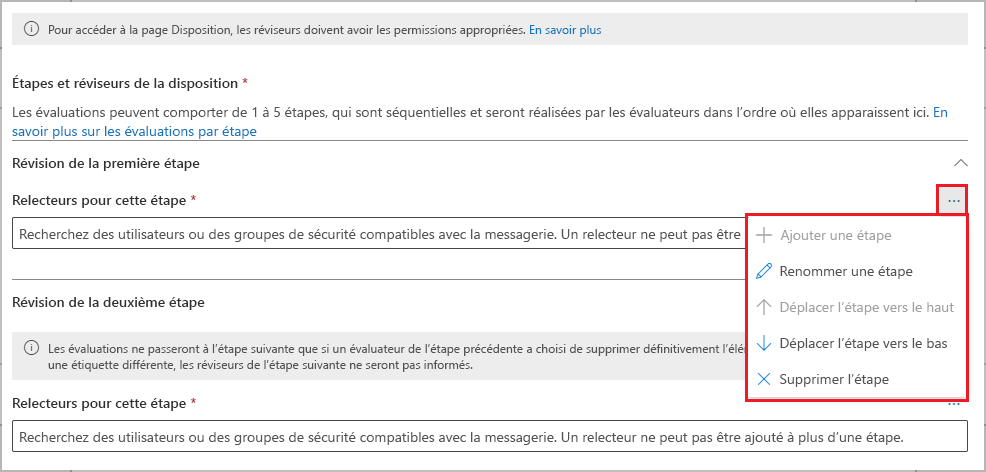 Pour accéder à la page Disposition, les réviseurs doivent avoir les permissions appropriées. En savoir plus
Étapes et réviseurs de la disposition *
Les évaluations peuvent comporter de 1 à 5 étapes, qui sont séquentielles et seront réalisées par les évaluateurs dans l'ordre où elles apparaissent ici. En
savoir plus sur les évaluations par étape
Révision de la première étape
Relecteurs pour cette étape *
...
Recherchez des utilisateurs ou des groupes de sécurité compatibles avec la messagerie. Un relecteur ne peut pas être
Ajouter une étape
Renommer une étape
Déplacer l'étape vers le haut
Déplacer l'étape vers le bas
Supprimer l'étape
Révision de la deuxième étape
Les évaluations ne passeront à l'étape suivante que si un évaluateur de l'étape précédente a choisi de supprimer définitivement l'élé
une étiquette différente, les réviseurs de l'étape suivante ne seront pas informés.
Relecteurs pour cette étape *
...
Recherchez des utilisateurs ou des groupes de sécurité compatibles avec la messagerie. Un relecteur ne peut pas être ajouté à plus d'une étape.